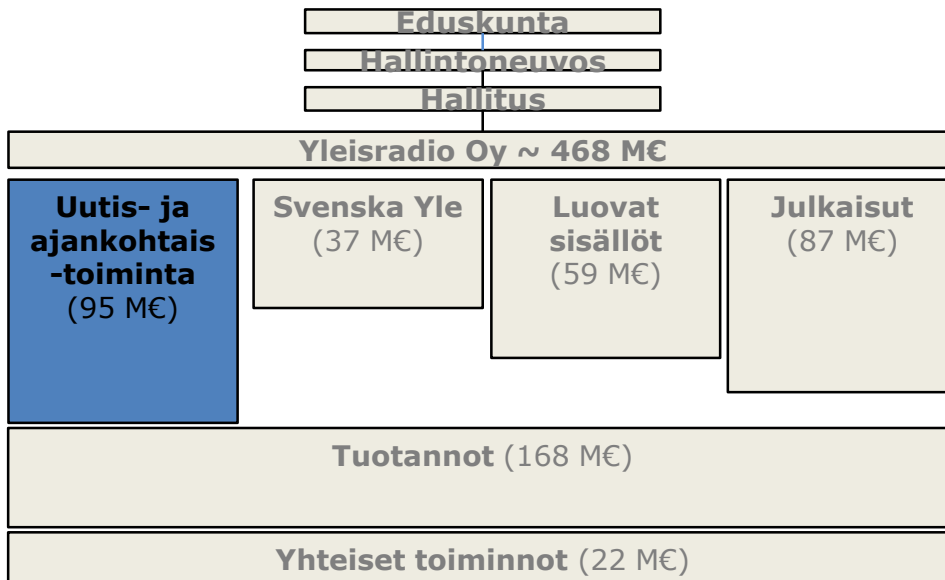 Eduskunta
Hallintoneuvos
Hallitus
Yleisradio Oy ~ 468 M€
Uutis- ja
ajankohtais
-toiminta
(95 M€)
Svenska Yle
(37 M€)
Luovat
sisällöt
(59 M€)
Julkaisut
(87 M€)
Tuotannot (168 M€)
Yhteiset toiminnot (22 M€)